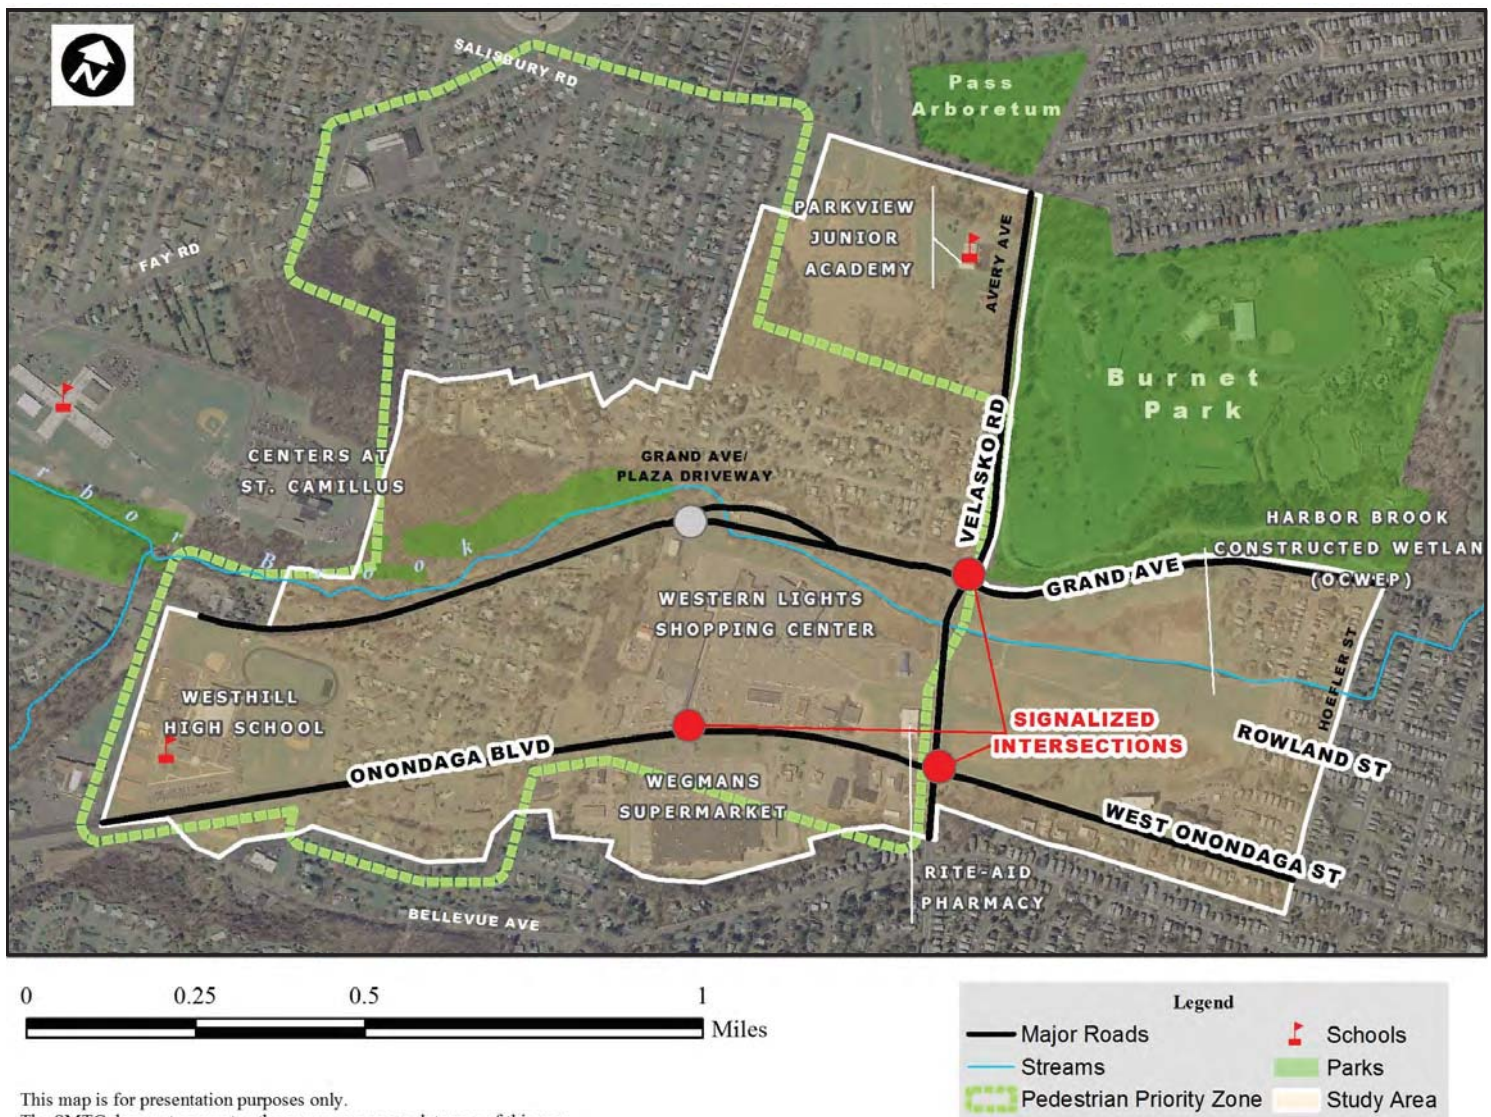 N
SALISBURY RD
Pass
Arboretum
PARKVIEW
JUNIOR
ACADEMY
AVERY AVE
FAY RD
Burnet
Park
VELASKO RD
CENTERS AT
ST. CAMILLUS
GRAND AVE/
PLAZA DRIVEWAY
HARBOR BROOK
CONSTRUCTED WETLAN
(OCWEP)
r b o r B o o k
GRAND AVE
WESTERN LIGHTS
SHOPPING CENTER
HOEFLER ST
WESTHILL
HIGH SCHOOL
SIGNALIZED
INTERSECTIONS
ROWLAND ST
ONONDAGA BLVD
WEGMANS
SUPERMARKET
WEST ONONDAGA ST
RITE-AID
PHARMACY
BELLEVUE AVE
0 0.25 0.5 1
Miles
Legend
Major Roads
Schools
Streams
Parks
Pedestrian Priority Zone
Study Area
This map is for presentation purposes only.